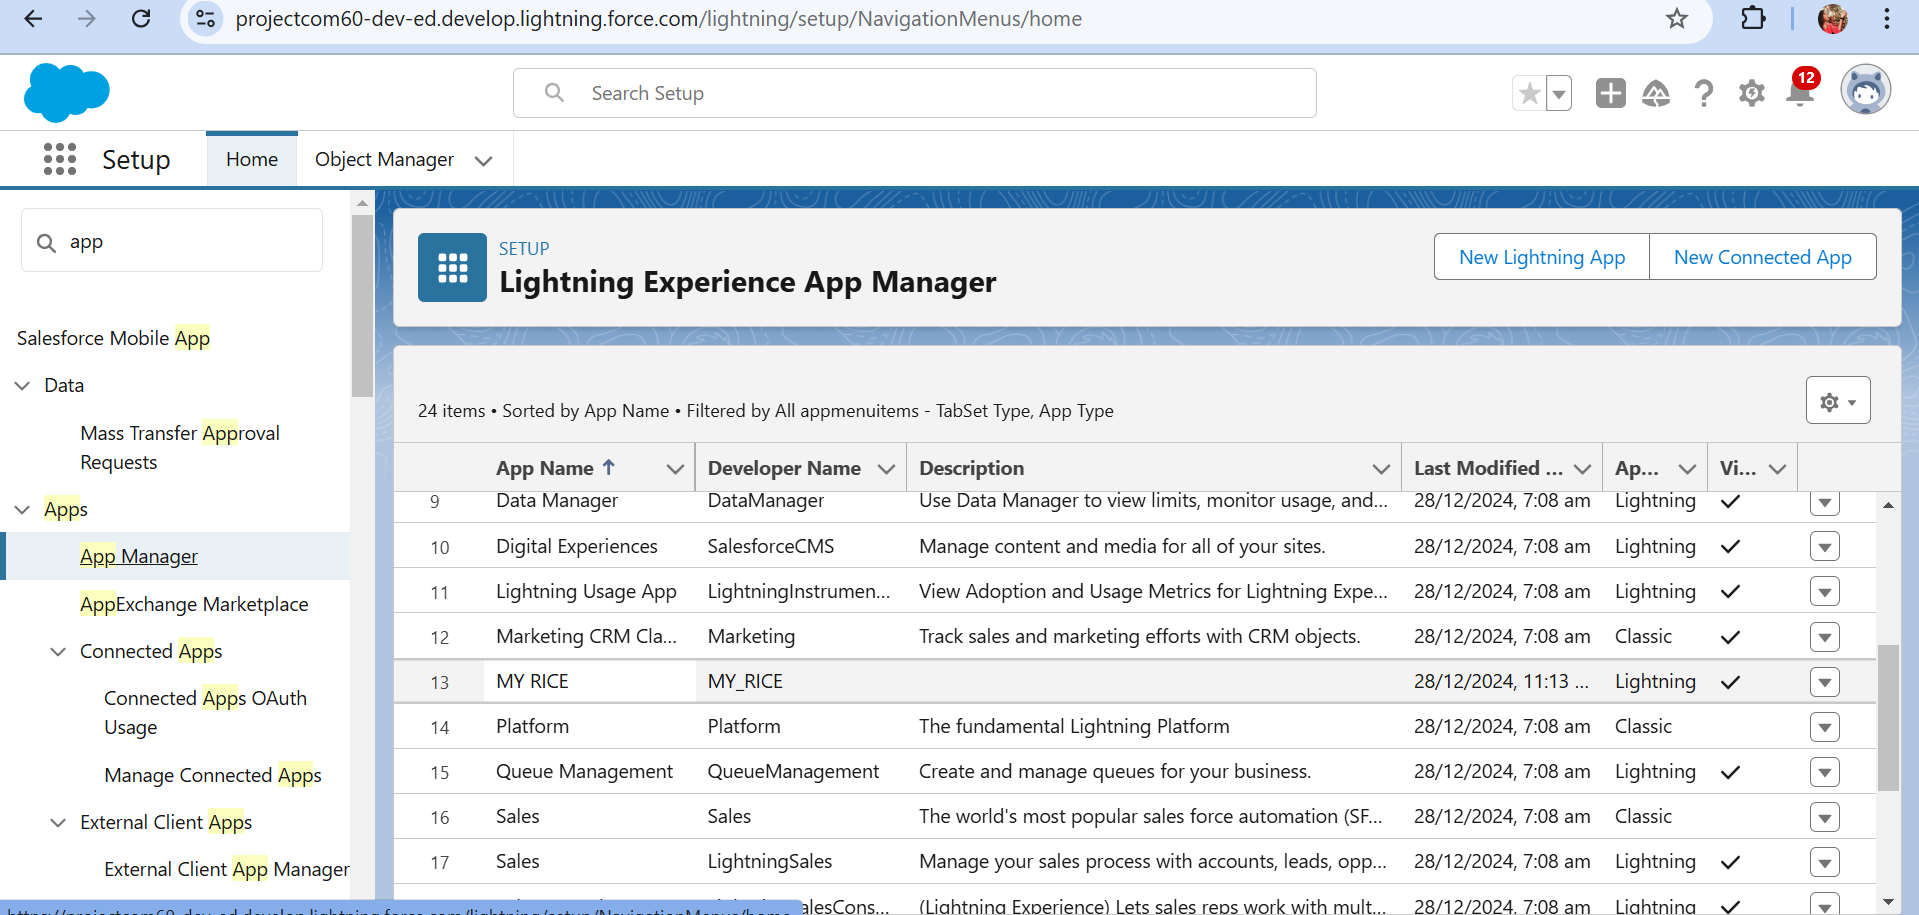 projectcom60-dev-ed.develop.lightning.force.com/lightning/setup/NavigationMenus/home
Search Setup
12
Setup
Home
Object Manager
app
Salesforce Mobile App
Data
Mass Transfer Approval
Requests
Apps
App Manager
AppExchange Marketplace
Connected Apps
Connected Apps OAuth
Usage
Manage Connected Apps
External Client Apps
External Client App Manager
SETUP
Lightning Experience App Manager
New Lightning App
New Connected App
24 items • Sorted by App Name • Filtered by All appmenuitems - TabSet Type, App Type
App Name Developer Name Description Last Modified ... Ap... Vi...
9 Data Manager DataManager Use Data Manager to view limits, monitor usage, and... 28/12/2024, 7:08 am Lightning
10 Digital Experiences SalesforceCMS Manage content and media for all of your sites. 28/12/2024, 7:08 am Lightning
11 Lightning Usage App LightningInstrumen... View Adoption and Usage Metrics for Lightning Expe... 28/12/2024, 7:08 am Lightning
12 Marketing CRM Cla... Marketing Track sales and marketing efforts with CRM objects. 28/12/2024, 7:08 am Classic
13 MY RICE MY_RICE 28/12/2024, 11:13 ... Lightning
14 Platform Platform The fundamental Lightning Platform 28/12/2024, 7:08 am Classic
15 Queue Management QueueManagement Create and manage queues for your business. 28/12/2024, 7:08 am Lightning
16 Sales Sales The world's most popular sales force automation (SF... 28/12/2024, 7:08 am Classic
17 Sales LightningSales Manage your sales process with accounts, leads, opp... 28/12/2024, 7:08 am Lightning
alesCons... (Lightning Experience) Lets sales reps work with mult... 28/12/2024, 7:08 am Lightning
https://projectcom60-dev-ed.develop.lightning.force.com/lightning/setup/NavigationMenus/home